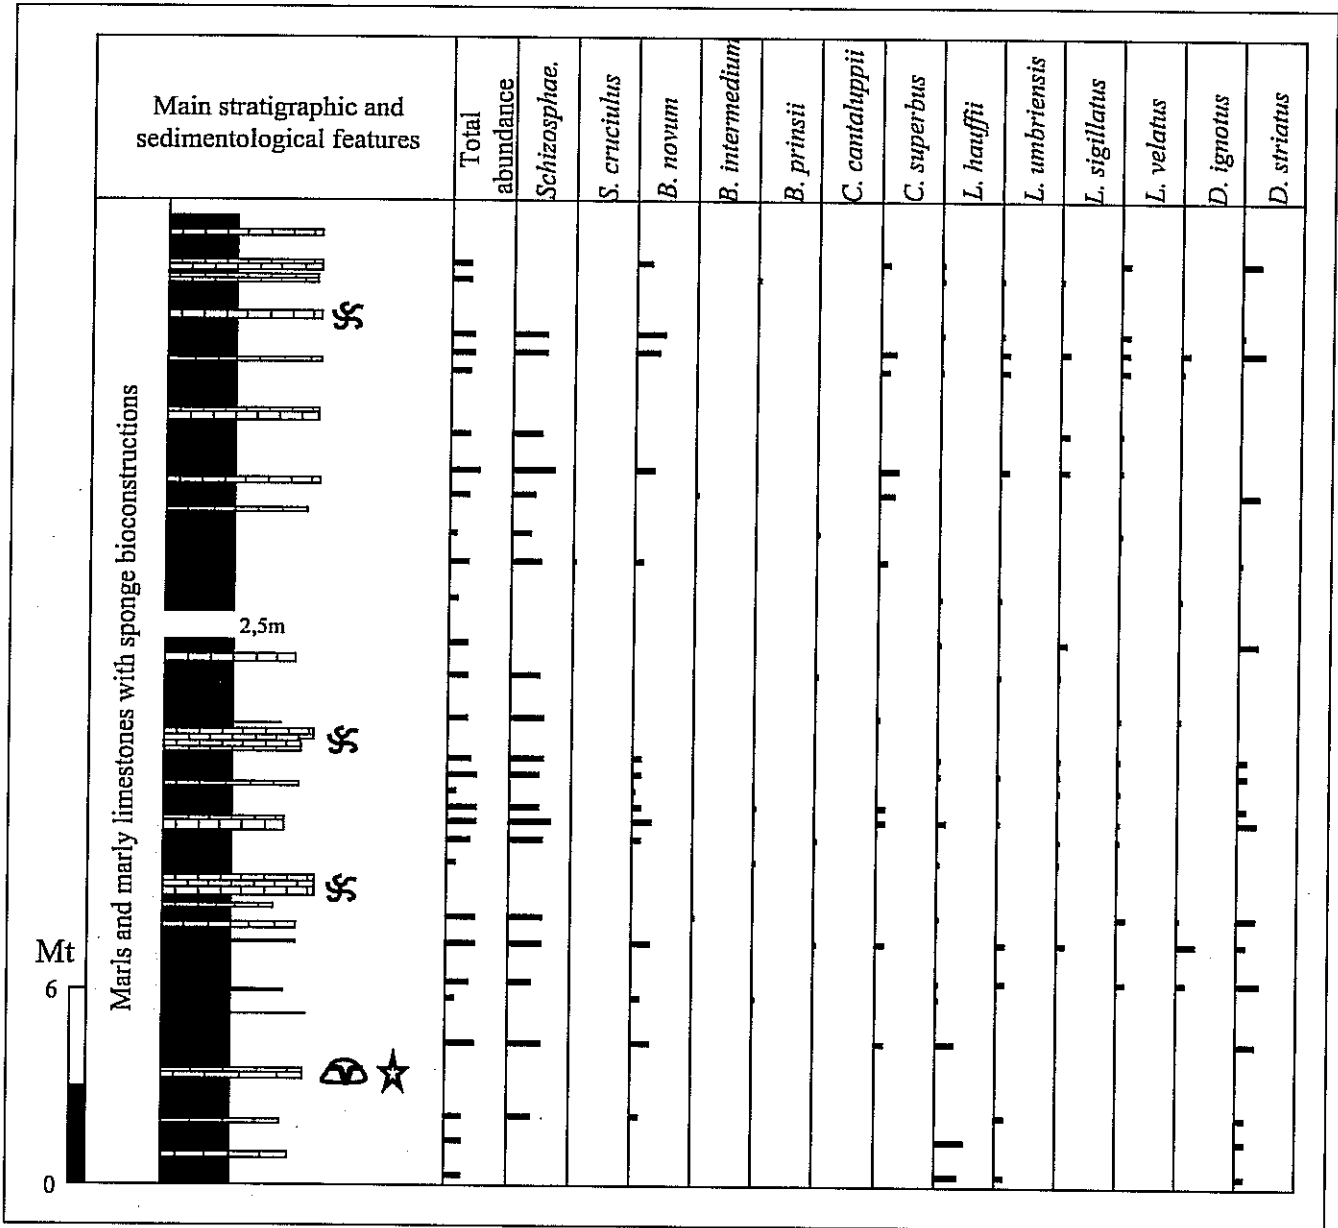 Main stratigraphic and
sedimentological features
Total
abundance
Schizosphae.
S. cruciulus
B. novum
B. intermedium
B. prinsii
C. cantaluppii
C. superbus
L. hauffii
L. umbriensis
L. sigillatus
L. velatus
D. ignotus
D. striatus
Marls and marly limestones with sponge bioconstructions
2,5m
Mt
6
0